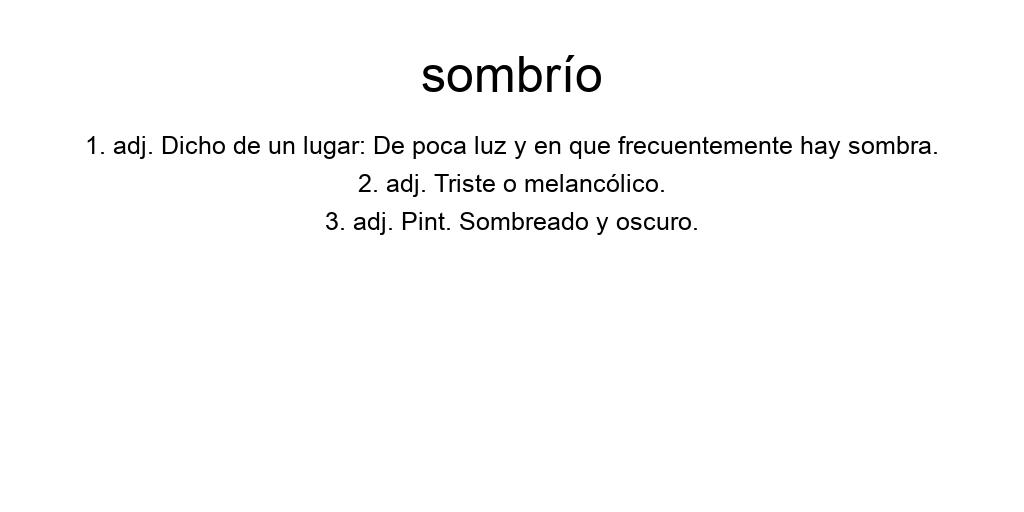 sombrío
1. adj. Dicho de un lugar: De poca luz y en que frecuentemente hay sombra.
2. adj. Triste o melancólico.
3. adj. Pint. Sombreado y oscuro.